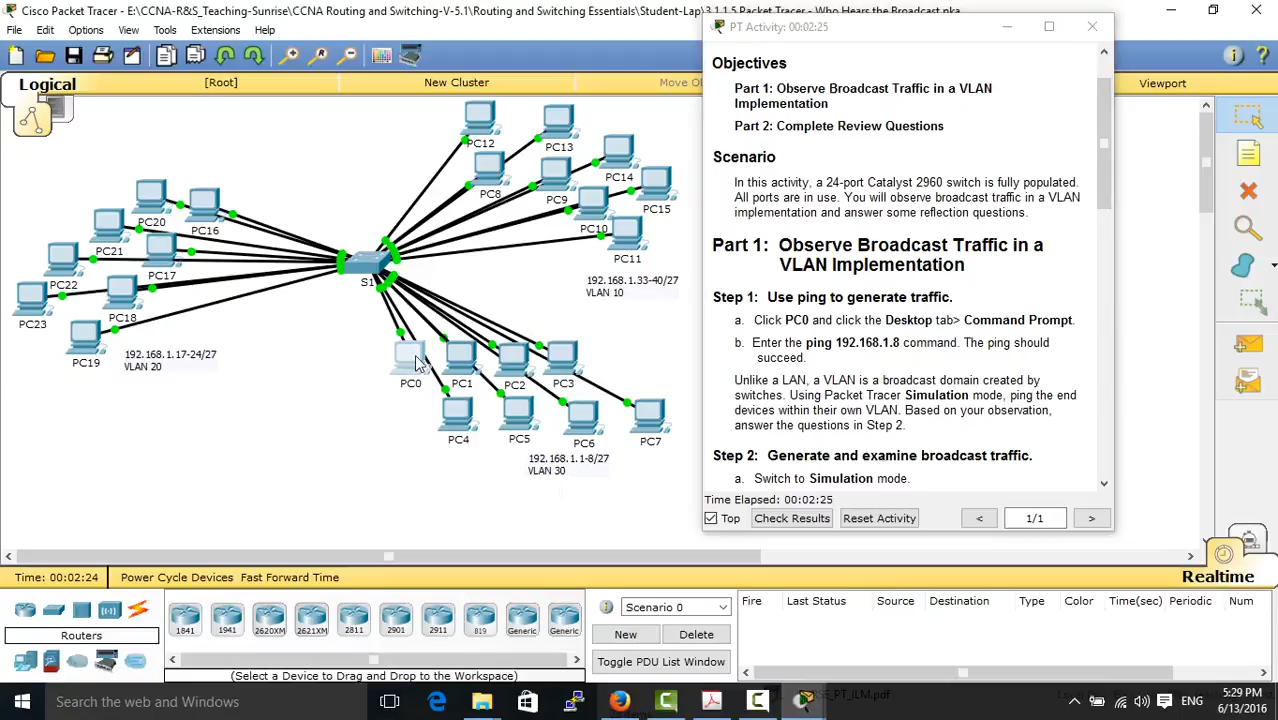 Cisco Packet Tracer - E:\CCNA-R&S_Teaching-Sunrise\CCNA Routing and Switching-V-5.1\Routing and Switching Essentials\Student-Lap\3.1.1.5 Packet Tracer - Who Hears the Broadcast.pka
File Edit Options View Tools Extensions Help
Logical
[Root]
New Cluster
Move O
Viewport
PC12
PC13
PC14
PC8
PC9
PC15
PC10
PC11
PC20
PC16
PC21
PC17
PC22
PC18
PC23
PC19
S1
192.168.1.33-40/27
VLAN 10
192.168.1.17-24/27
VLAN 20
PC0
PC1
PC2
PC3
PC4
PC5
PC6
PC7
192.168.1.1-8/27
VLAN 30
PT Activity: 00:02:25
Objectives
Part 1: Observe Broadcast Traffic in a VLAN
Implementation
Part 2: Complete Review Questions
Scenario
In this activity, a 24-port Catalyst 2960 switch is fully populated.
All ports are in use. You will observe broadcast traffic in a VLAN
implementation and answer some reflection questions.
Part 1: Observe Broadcast Traffic in a
VLAN Implementation
Step 1: Use ping to generate traffic.
a. Click PC0 and click the Desktop tab> Command Prompt.
b. Enter the ping 192.168.1.8 command. The ping should
succeed.
Unlike a LAN, a VLAN is a broadcast domain created by
switches. Using Packet Tracer Simulation mode, ping the end
devices within their own VLAN. Based on your observation,
answer the questions in Step 2.
Step 2: Generate and examine broadcast traffic.
a. Switch to Simulation mode.
Time Elapsed: 00:02:25
Top
Check Results
Reset Activity
<
1/1
>
Time: 00:02:24
Power Cycle Devices Fast Forward Time
Realtime
Routers
1841
1941
2620XM
2621XM
2811
2901
2911
819
Generic
Generic
(Select a Device to Drag and Drop to the Workspace)
Scenario 0
New
Delete
Toggle PDU List Window
Fire Last Status Source Destination Type Color Time(sec) Periodic Num
Search the web and Windows
ENG
5:29 PM
6/13/2016